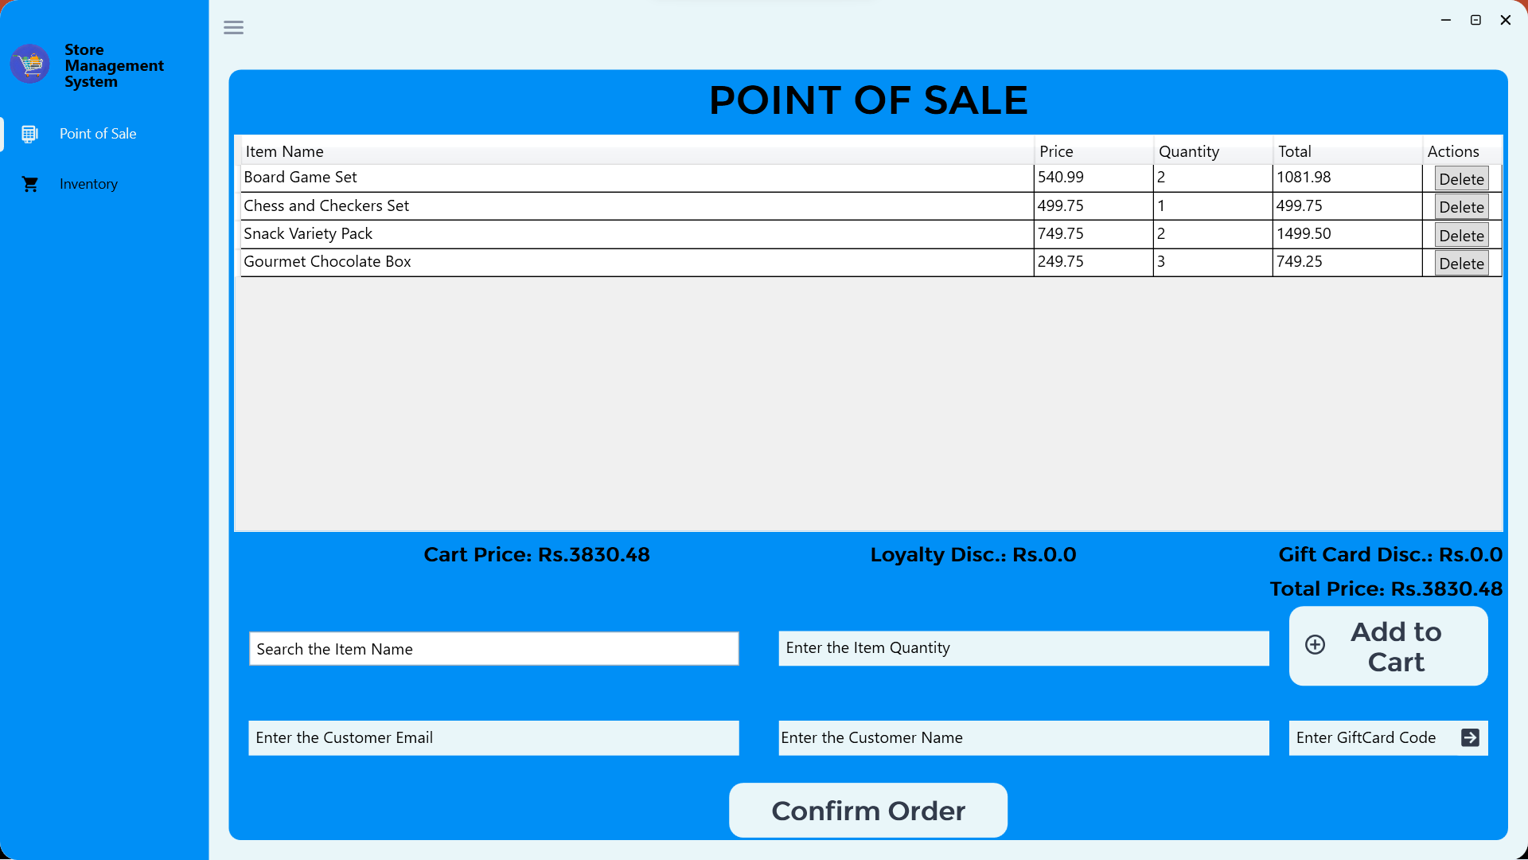 Store
Management
System
Point of Sale
Inventory
POINT OF SALE
Item Name Price Quantity Total Actions
Board Game Set 540.99 2 1081.98 Delete
Chess and Checkers Set 499.75 1 499.75 Delete
Snack Variety Pack 749.75 2 1499.50 Delete
Gourmet Chocolate Box 249.75 3 749.25 Delete
Cart Price: Rs.3830.48 Loyalty Disc.: Rs.0.0 Gift Card Disc.: Rs.0.0
Total Price: Rs.3830.48
Search the Item Name Enter the Item Quantity
Add to
Cart
Enter the Customer Email Enter the Customer Name Enter GiftCard Code
Confirm Order